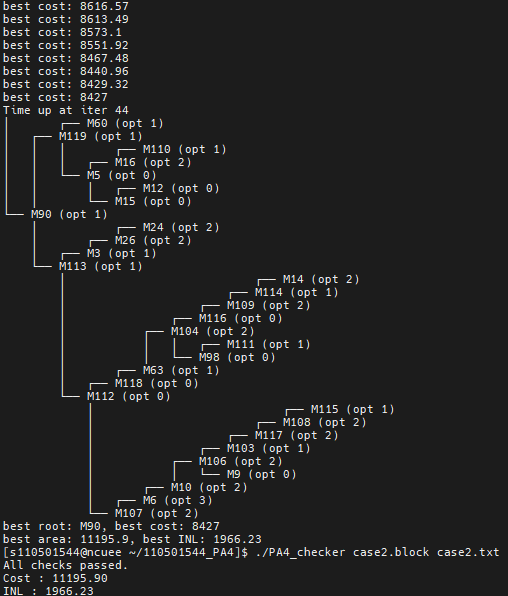 best cost: 8616.57
best cost: 8613.49
best cost: 8573.1
best cost: 8551.92
best cost: 8467.48
best cost: 8440.96
best cost: 8429.32
best cost: 8427
Time up at iter 44
M60 (opt 1)
M119 (opt 1)
M110 (opt 1)
M16 (opt 2)
M5 (opt 0)
M12 (opt 0)
M15 (opt 0)
M90 (opt 1)
M24 (opt 2)
M26 (opt 2)
M3 (opt 1)
M113 (opt 1)
M14 (opt 2)
M114 (opt 1)
M109 (opt 2)
M116 (opt 0)
M104 (opt 2)
M111 (opt 1)
M98 (opt 0)
M63 (opt 1)
M118 (opt 0)
M112 (opt 0)
M115 (opt 1)
M108 (opt 2)
M117 (opt 2)
M103 (opt 1)
M106 (opt 2)
M9 (opt 0)
M10 (opt 2)
M6 (opt 3)
M107 (opt 2)
best root: M90, best cost: 8427
best area: 11195.9, best INL: 1966.23
[s110501544@ncuee ~/110501544_PA4]$ ./PA4_checker case2.block case2.txt
All checks passed.
Cost : 11195.90
INL : 1966.23